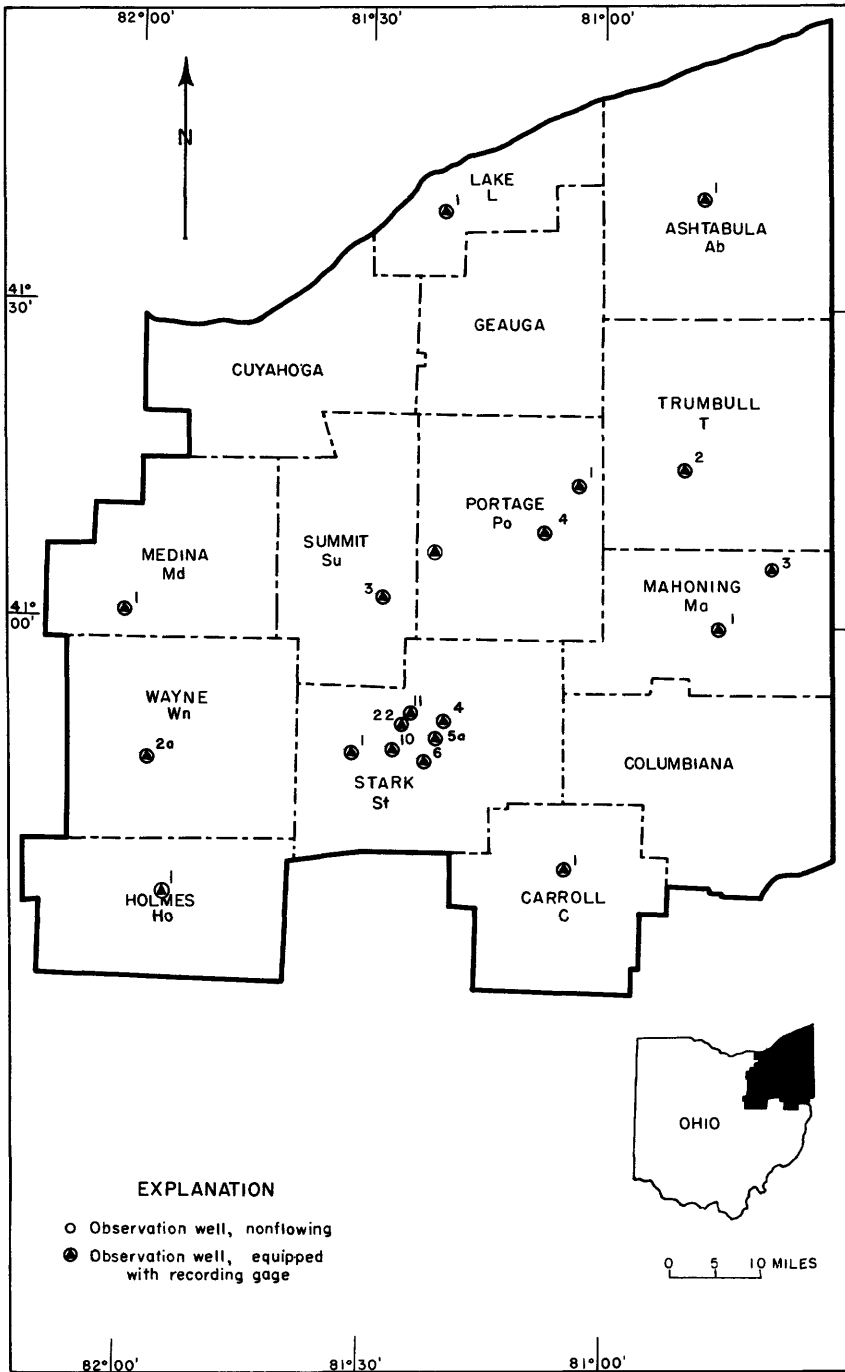 82°00'
81°30'
81°00'
N
LAKE
L
1
1
ASHTABULA
Ab
41°
30'
GEAUGA
CUYAHOGA
TRUMBULL
T
2
1
PORTAGE
Po
4
SUMMIT
Su
MEDINA
Md
3
MAHONING
Ma
41°
00'
1
3
1
WAYNE
Wn
11
22
4
2a
1
10
5a
6
COLUMBIANA
STARK
St
1
HOLMES
Ho
1
CARROLL
C
OHIO
EXPLANATION
Observation well, nonflowing
Observation well, equipped
with recording gage
0 5 10 MILES
82°00'
81°30'
81°00'